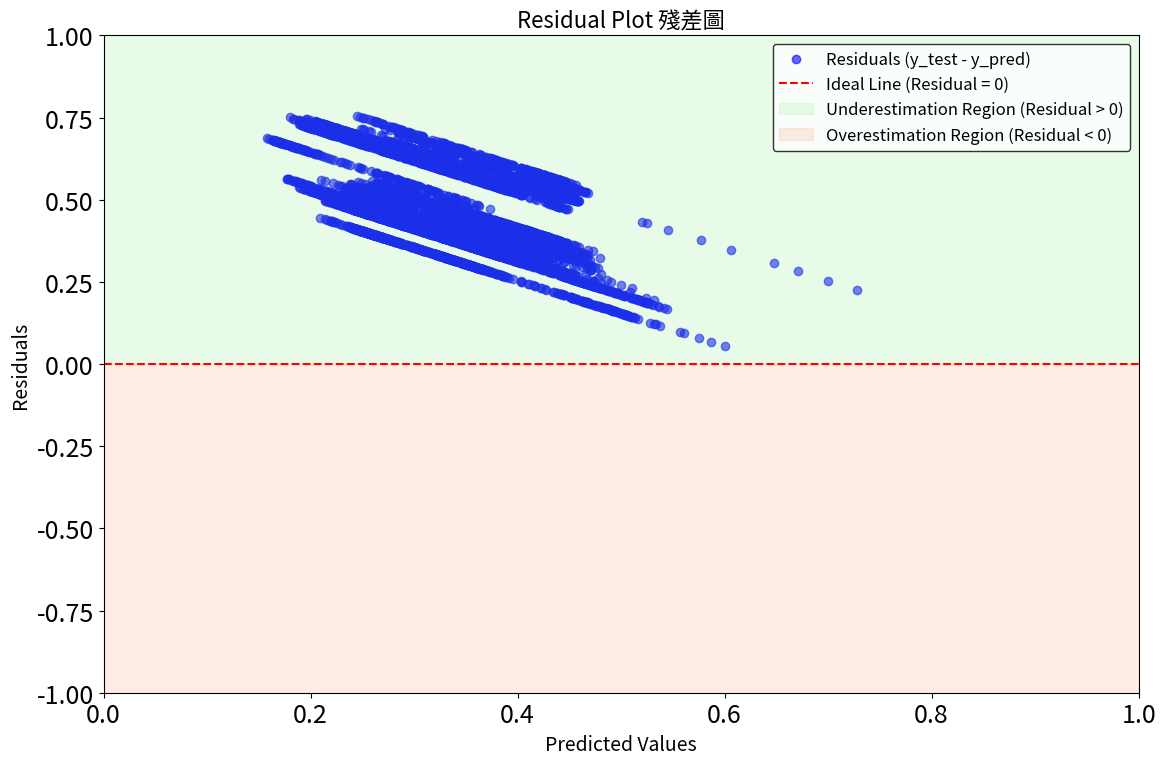 Residual Plot 殘差圖
Residuals (y_test - y_pred)
Ideal Line (Residual = 0)
Underestimation Region (Residual > 0)
Overestimation Region (Residual < 0)
Residuals
1.00
0.75
0.50
0.25
0.00
-0.25
-0.50
-0.75
-1.00
0.0 0.2 0.4 0.6 0.8 1.0
Predicted Values